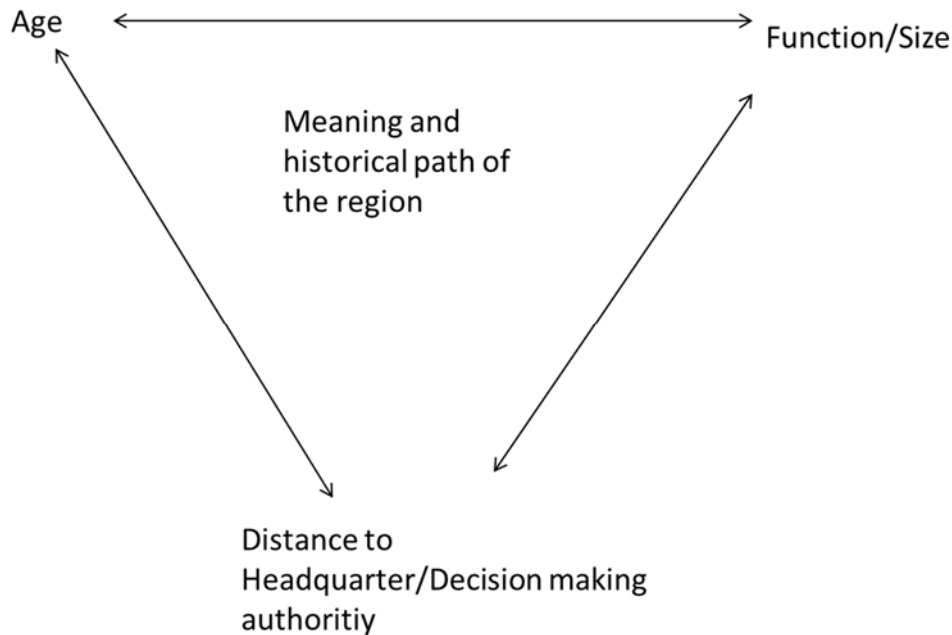 Age
Function/Size
Meaning and
historical path of
the region
Distance to
Headquarter/Decision making
authoritiy